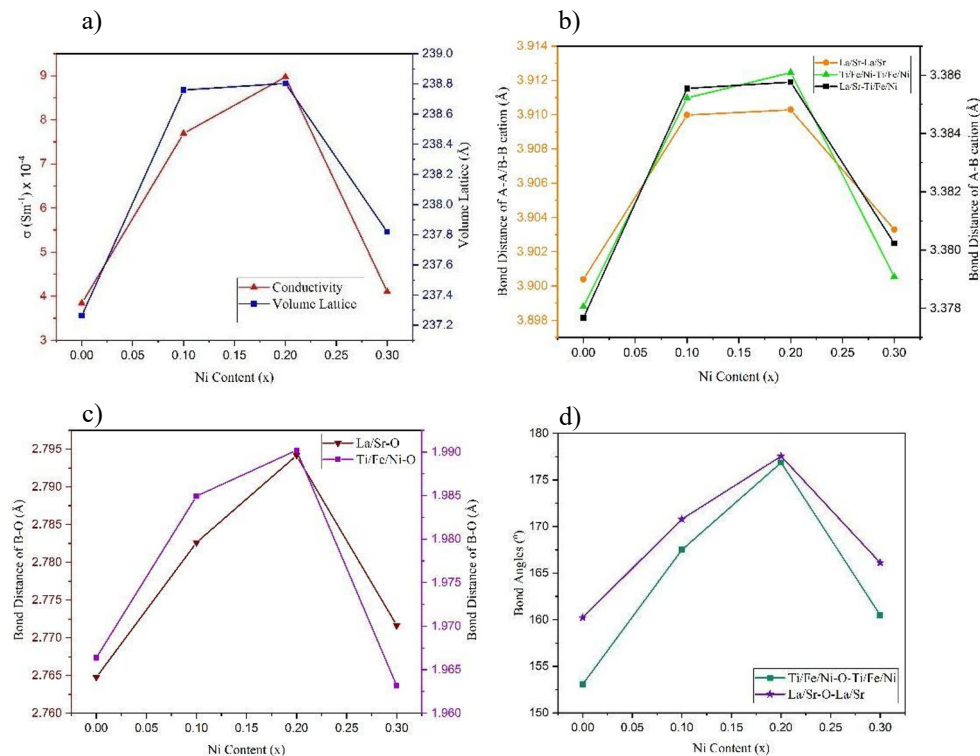 a)
9
8
7
6
5
4
3
σ (Sm⁻¹) x 10⁻⁴
239.0
238.8
238.6
238.4
238.2
238.0
237.8
237.6
237.4
237.2
Volume Lattice (Å)
Conductivity
Volume Lattice
0.00 0.05 0.10 0.15 0.20 0.25 0.30
Ni Content (x)
b)
3.914
3.912
3.910
3.908
3.906
3.904
3.902
3.900
3.898
Bond Distance of A-A/B-B cation (Å)
La/Sr-La/Sr
Ti/Fe/Ni-Ti/Fe/Ni
La/Sr-Ti/Fe/Ni
3.386
3.384
3.382
3.380
3.378
Bond Distance of A-B cation (Å)
0.00 0.05 0.10 0.15 0.20 0.25 0.30
Ni Content (x)
c)
2.795
2.790
2.785
2.780
2.775
2.770
2.765
2.760
Bond Distance of B-O (Å)
La/Sr-O
Ti/Fe/Ni-O
1.990
1.985
1.980
1.975
1.970
1.965
1.960
Bond Distance of B-O (Å)
0.00 0.05 0.10 0.15 0.20 0.25 0.30
Ni Content (x)
d)
180
175
170
165
160
155
150
Bond Angles (º)
Ti/Fe/Ni-O-Ti/Fe/Ni
La/Sr-O-La/Sr
0.00 0.05 0.10 0.15 0.20 0.25 0.30
Ni Content (x)